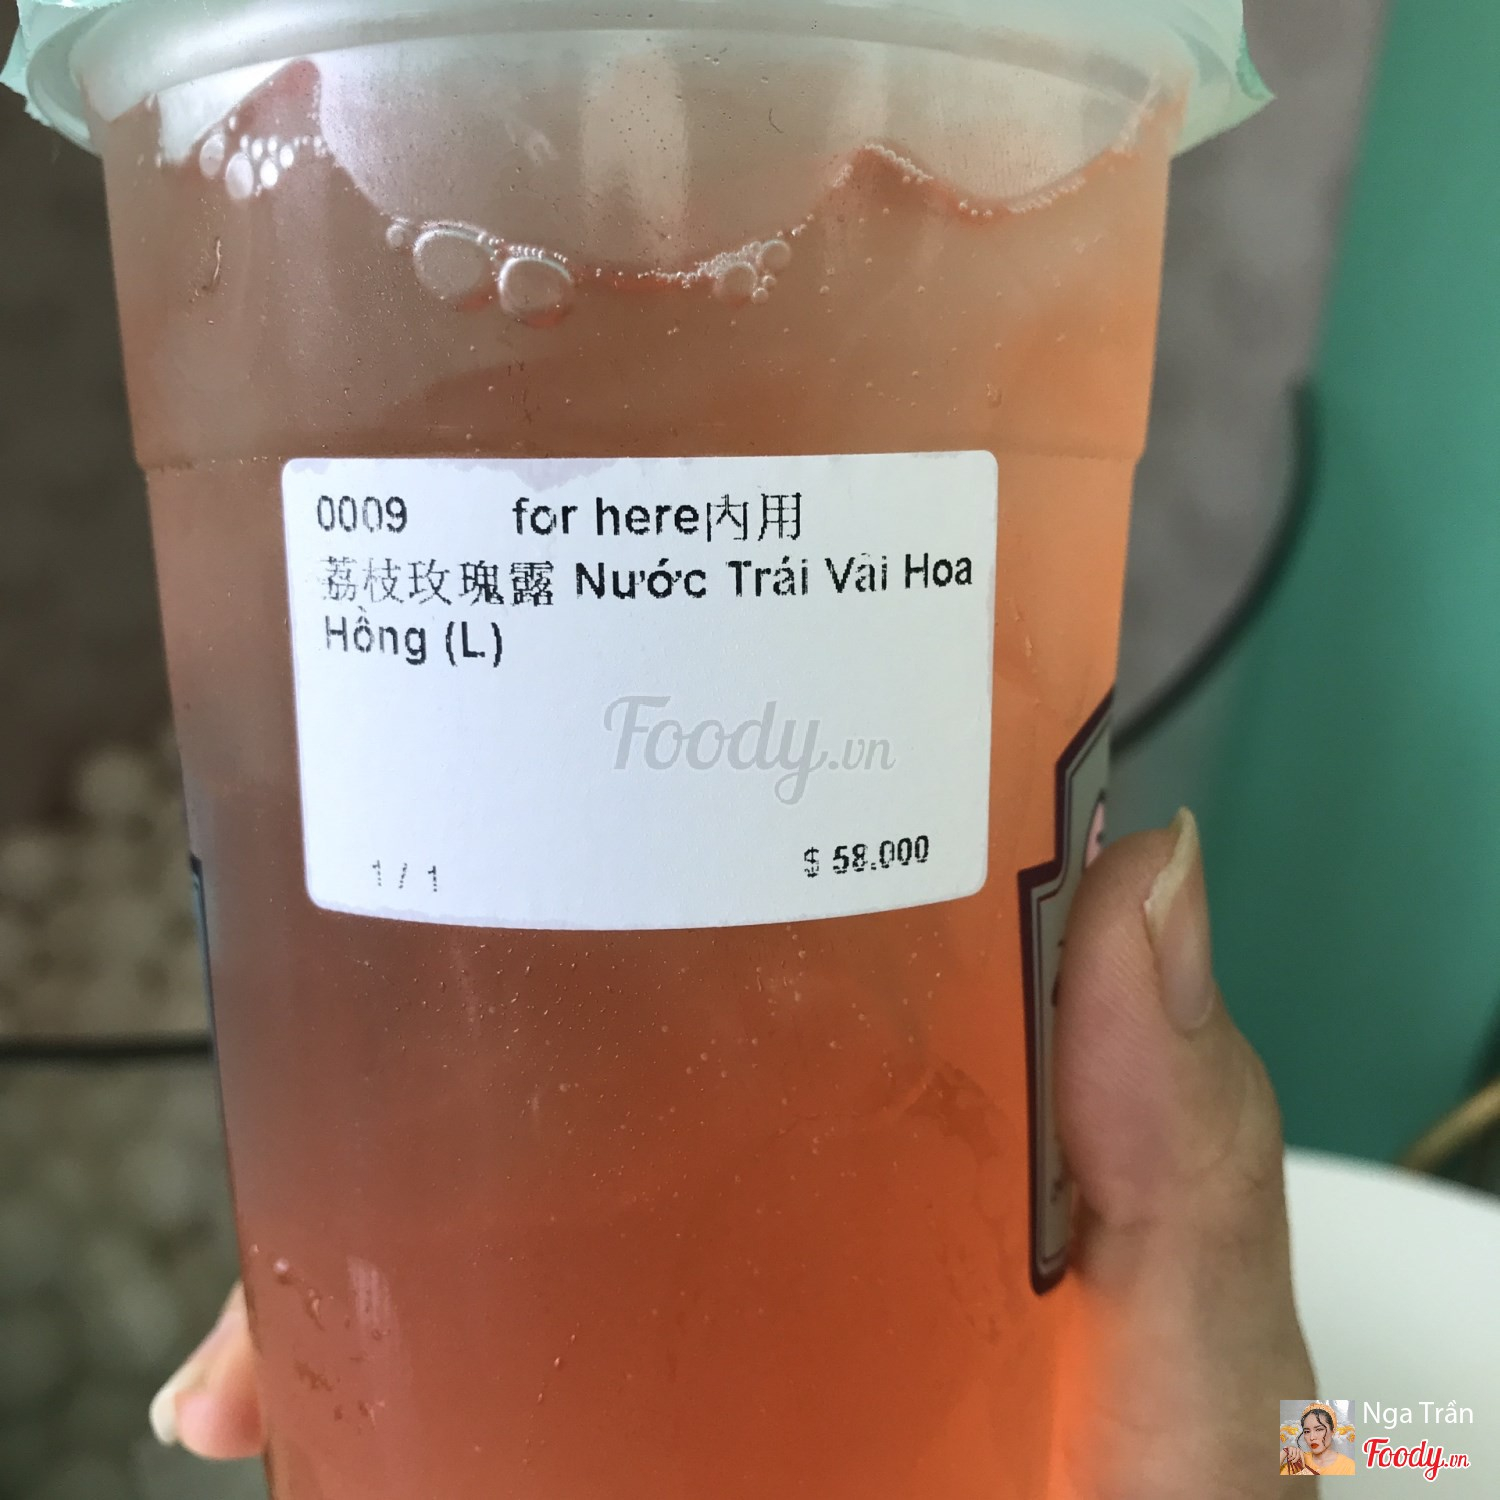 0009 for here內用
荔枝玫瑰露 Nước Trái Vải Hoa
Hồng (L)
Foody.vn
1 / 1
$ 58.000
Nga Trần
Foody.vn